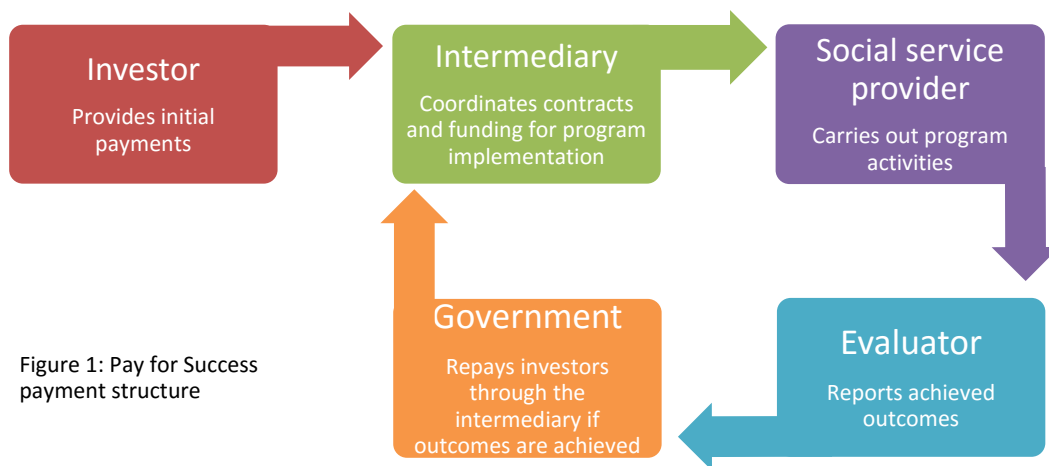 Investor
Provides initial
payments
Intermediary
Coordinates contracts
and funding for program
implementation
Social service
provider
Carries out program
activities
Evaluator
Reports achieved
outcomes
Government
Repays investors
through the
intermediary if
outcomes are achieved
Figure 1: Pay for Success
payment structure